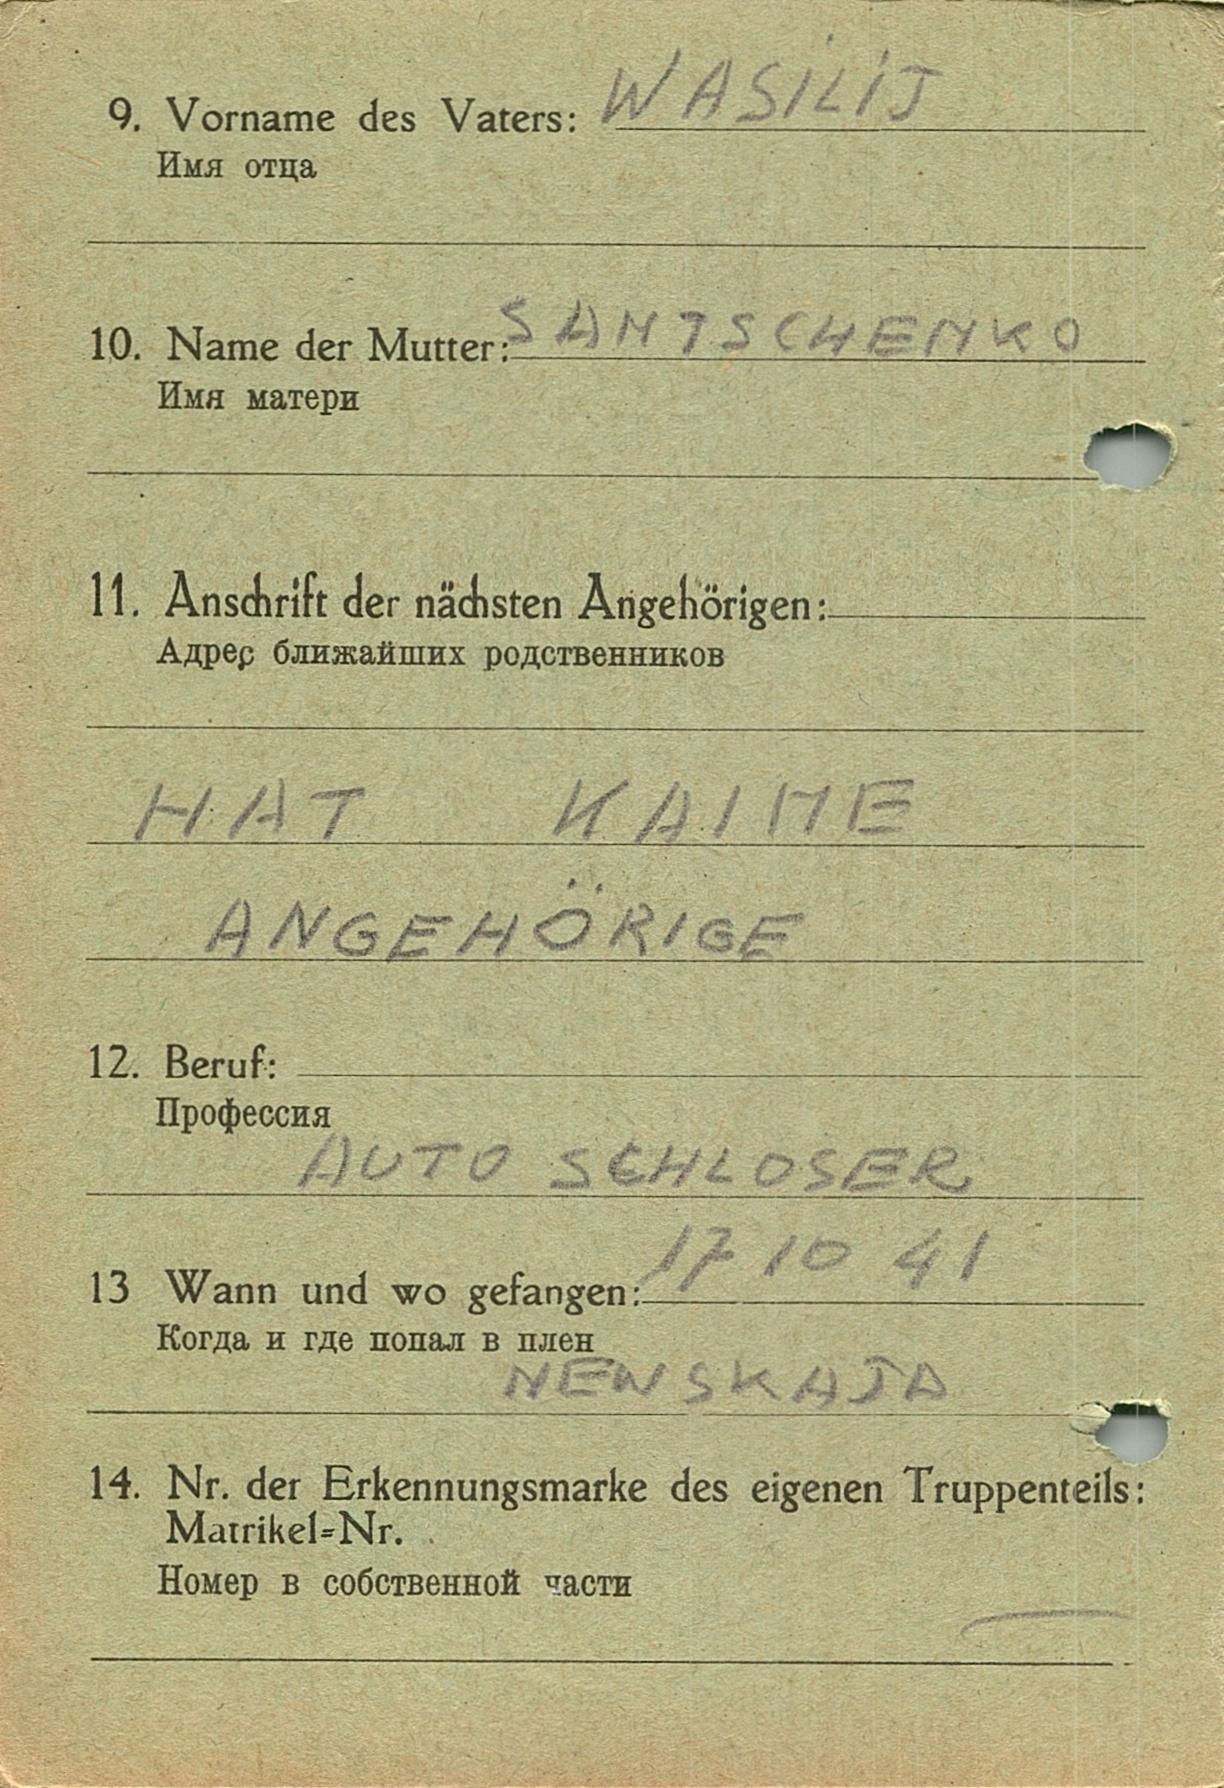 9. Vorname des Vaters: WASILIJ
Имя отца
10. Name der Mutter: SANTSCHENKO
Имя матери
11. Anschrift der nächsten Angehörigen:
Адрес ближайших родственников
HAT KAINE
ANGEHÖRIGE
12. Beruf:
Профессия
AUTO SCHLOSER
13 Wann und wo gefangen: 17 10 41
Когда и где попал в плен
NEWSKAJA
14. Nr. der Erkennungsmarke des eigenen Truppenteils:
Matrikel=Nr.
Номер в собственной части